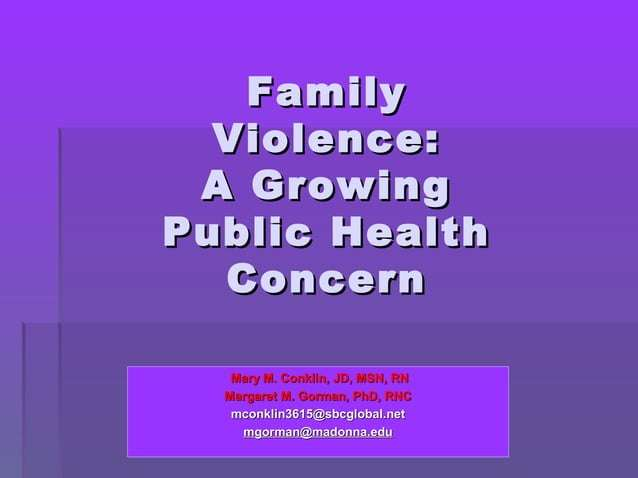 Family
Violence:
A Growing
Public Health
Concern
Mary M. Conklin, JD, MSN, RN
Margaret M. Gorman, PhD, RNC
mconklin3615@sbcglobal.net
mgorman@madonna.edu